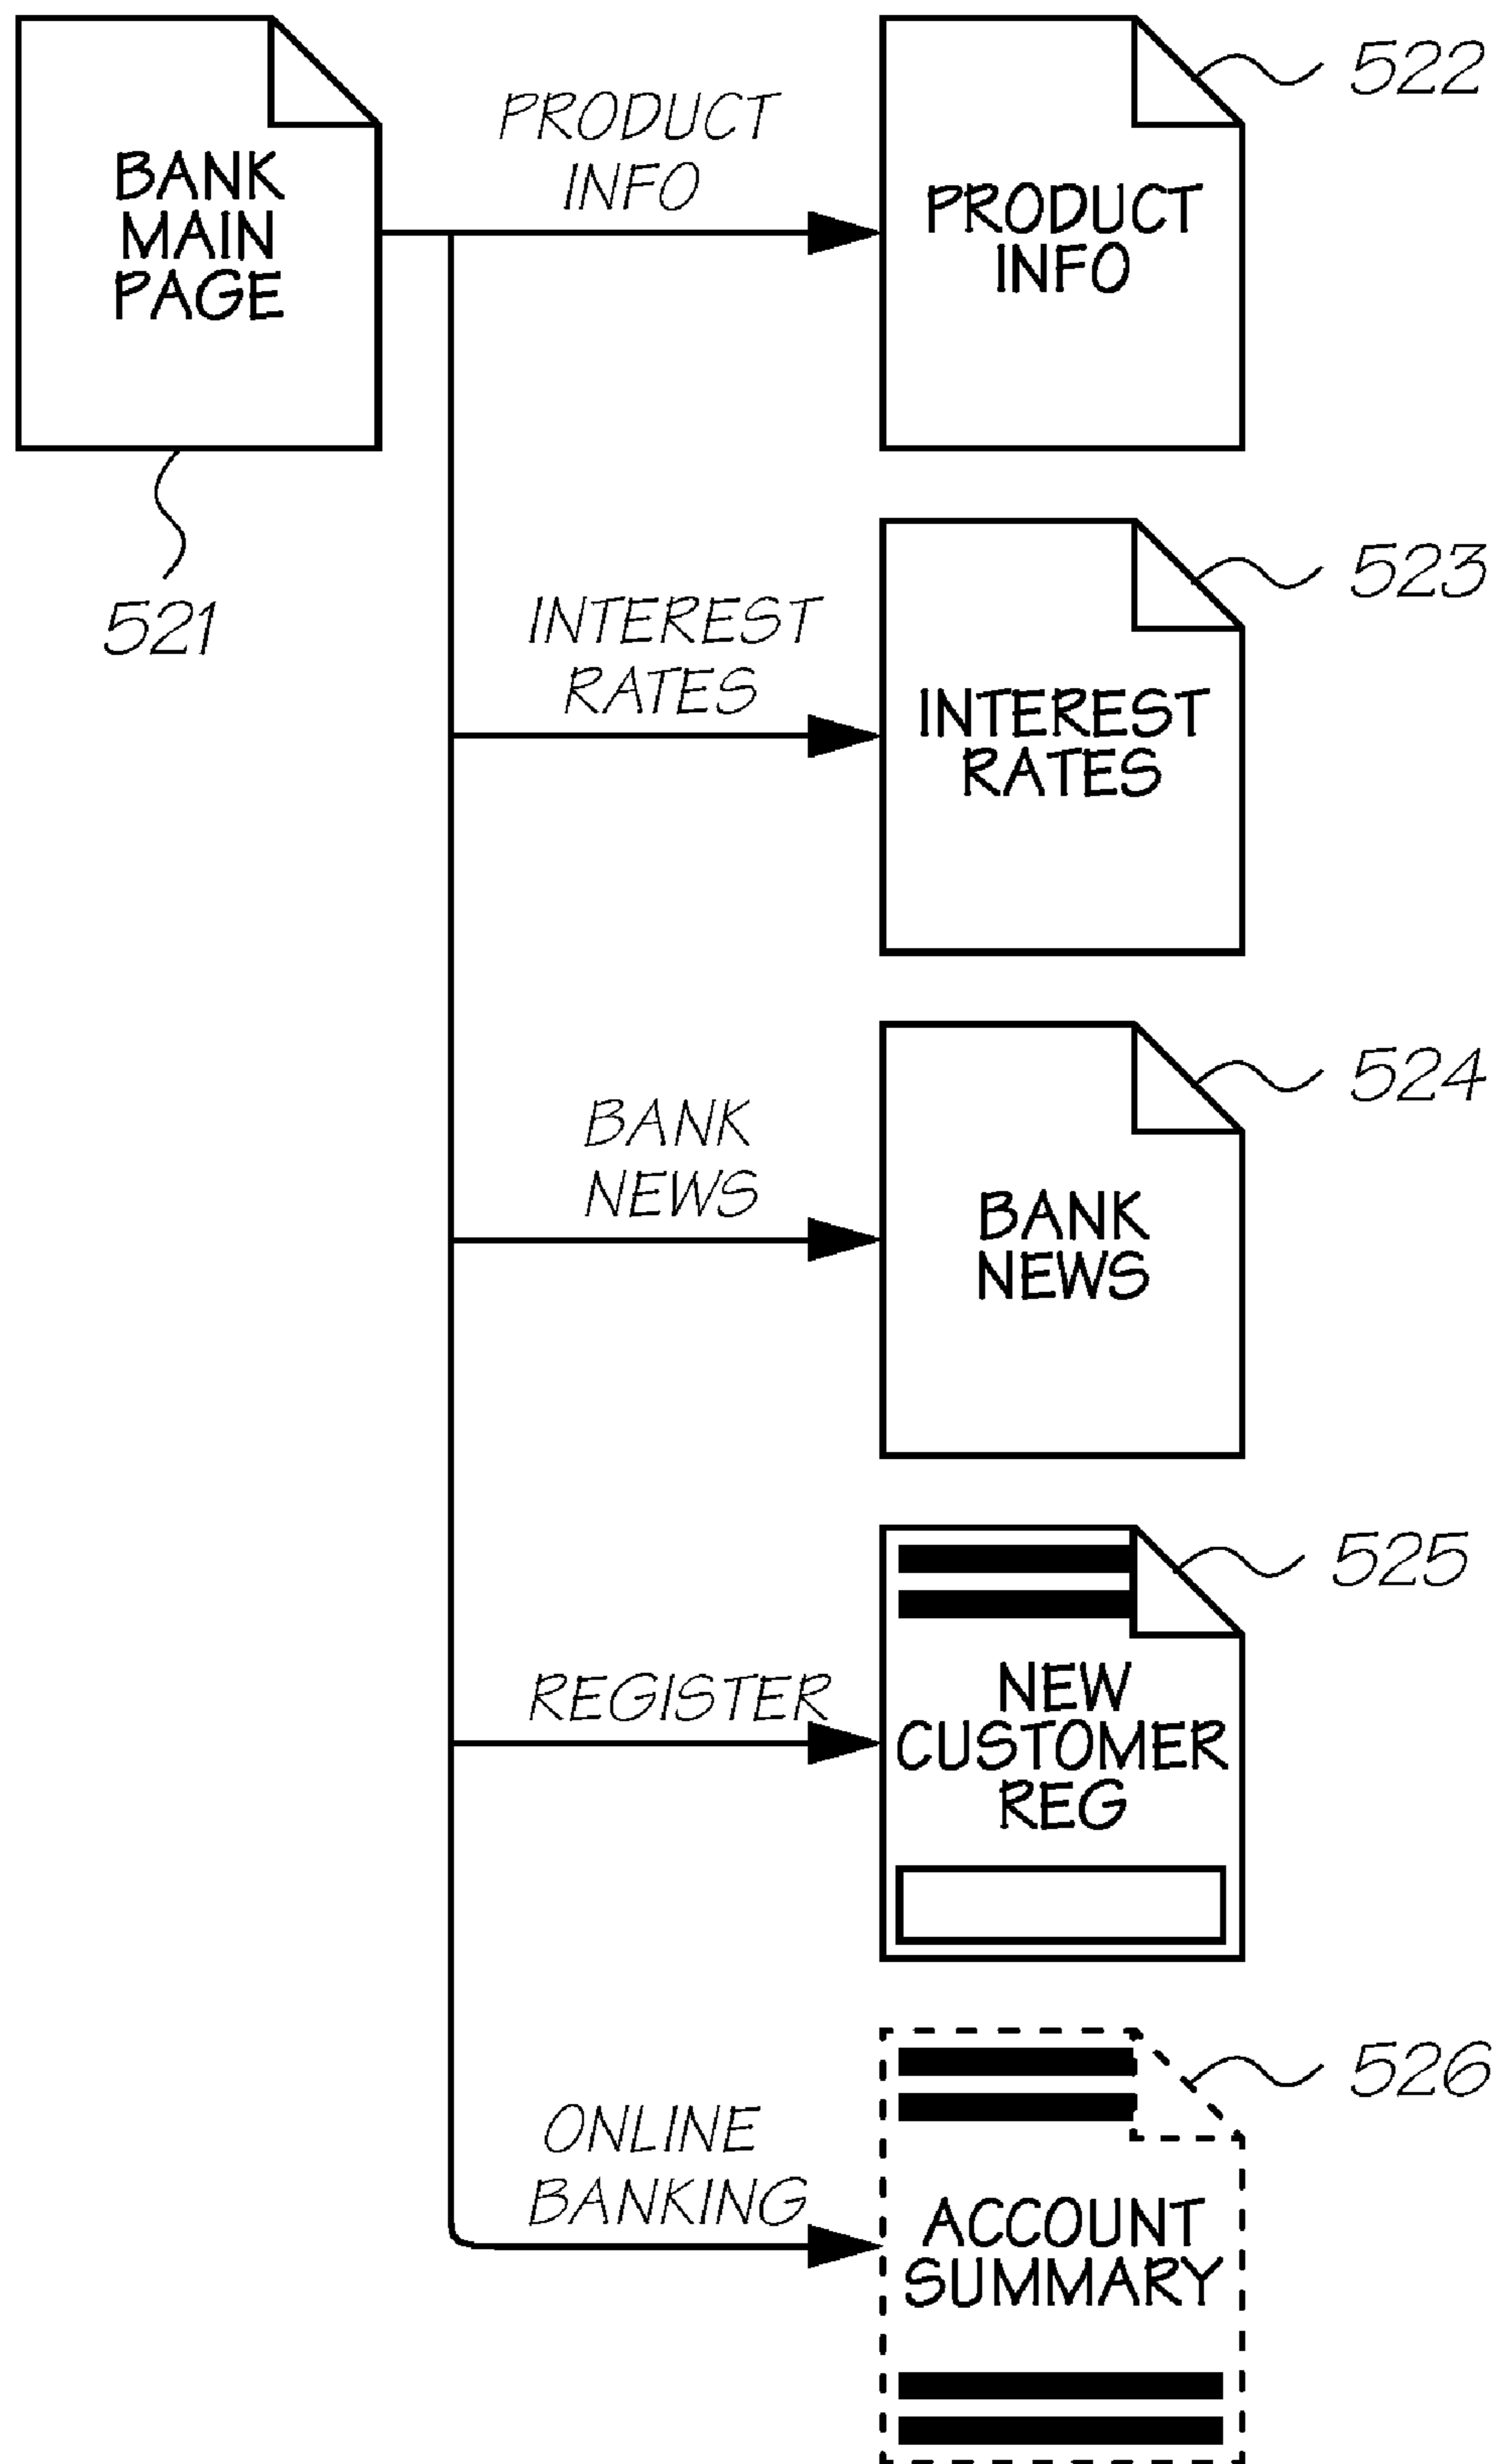 BANK
MAIN
PAGE
521
PRODUCT
INFO
PRODUCT
INFO
522
INTEREST
RATES
INTEREST
RATES
523
BANK
NEWS
BANK
NEWS
524
REGISTER
NEW
CUSTOMER
REG
525
ONLINE
BANKING
ACCOUNT
SUMMARY
526